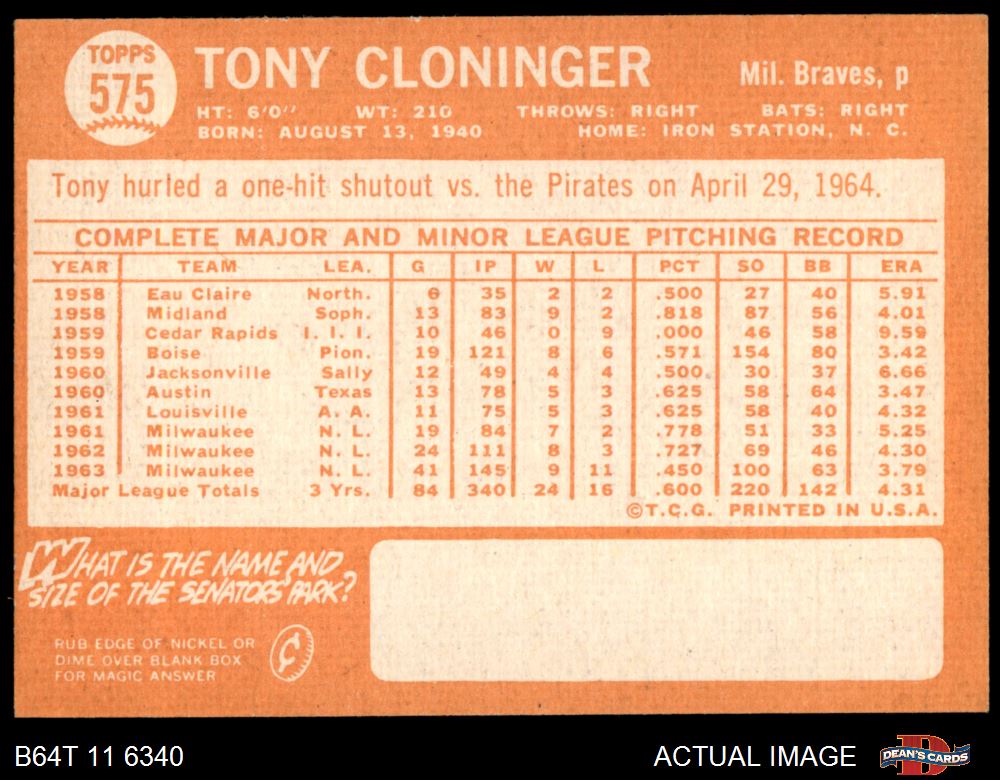 TOPPS
575
TONY CLONINGER
Mil. Braves, p
HT: 6'0" WT: 210 THROWS: RIGHT BATS: RIGHT
BORN: AUGUST 13, 1940 HOME: IRON STATION, N. C.
Tony hurled a one-hit shutout vs. the Pirates on April 29, 1964.
COMPLETE MAJOR AND MINOR LEAGUE PITCHING RECORD
YEAR TEAM LEA. G IP W L PCT SO BB ERA
1958 Eau Claire North. 6 35 2 2 .500 27 40 5.91
1958 Midland Soph. 13 83 9 2 .818 87 56 4.01
1959 Cedar Rapids I. I. I. 10 46 0 9 .000 46 58 9.59
1959 Boise Pion. 19 121 8 6 .571 154 80 3.42
1960 Jacksonville Sally 12 49 4 4 .500 30 37 6.66
1960 Austin Texas 13 78 5 3 .625 58 64 3.47
1961 Louisville A. A. 11 75 5 3 .625 58 40 4.32
1961 Milwaukee N. L. 19 84 7 2 .778 51 33 5.25
1962 Milwaukee N. L. 24 111 8 3 .727 69 46 4.30
1963 Milwaukee N. L. 41 145 9 11 .450 100 63 3.79
Major League Totals 3 Yrs. 84 340 24 16 .600 220 142 4.31
©T.C.G. PRINTED IN U.S.A.
WHAT IS THE NAME AND
SIZE OF THE SENATORS' PARK?
RUB EDGE OF NICKEL OR
DIME OVER BLANK BOX
FOR MAGIC ANSWER
B64T 11 6340
ACTUAL IMAGE
DEAN'S CARDS